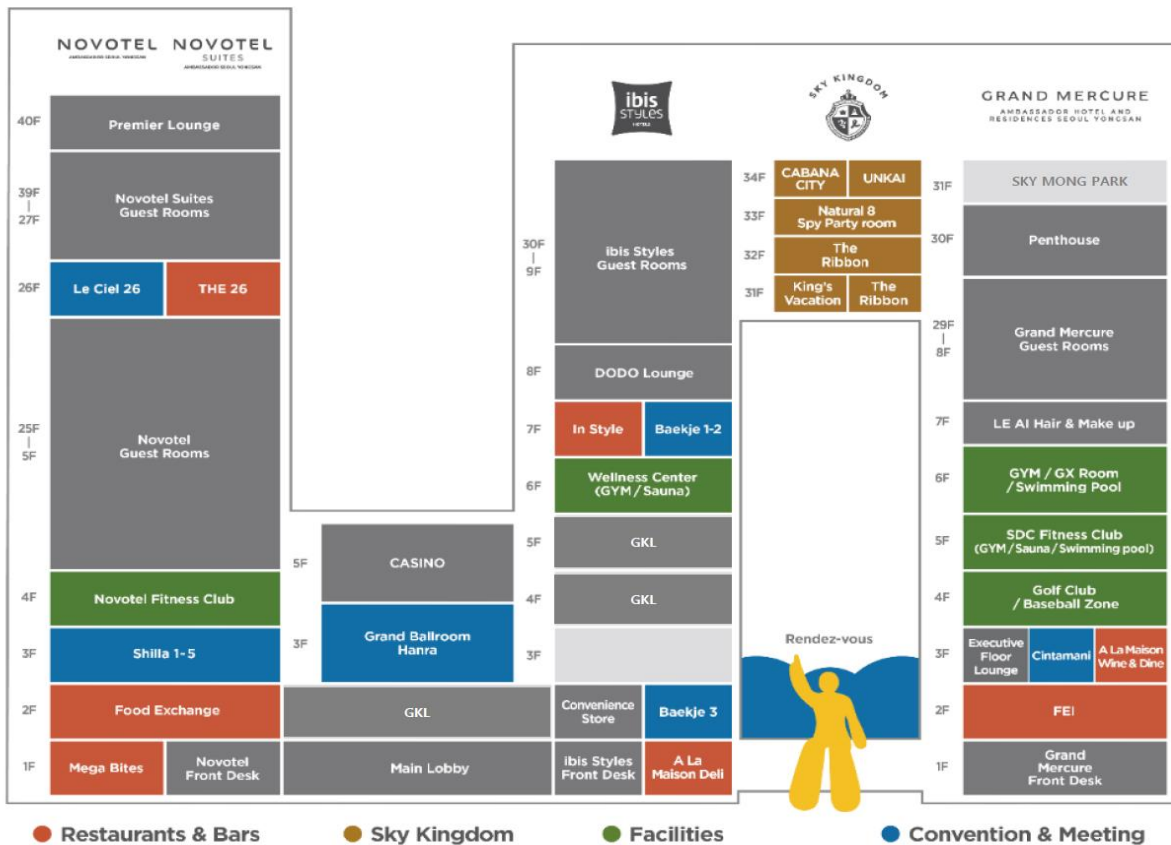 NOVOTEL
AMBASSADOR SEOUL YONGSAN
NOVOTEL
SUITES
AMBASSADOR SEOUL YONGSAN
40F
Premier Lounge
39F
27F
Novotel Suites
Guest Rooms
26F
Le Ciel 26
THE 26
25F
5F
Novotel
Guest Rooms
4F
Novotel Fitness Club
3F
Shilla 1-5
2F
Food Exchange
1F
Mega Bites
Novotel
Front Desk
5F
CASINO
3F
Grand Ballroom
Hanra
GKL
Main Lobby
ibis
STYLES
HOTELS
30F
9F
ibis Styles
Guest Rooms
8F
DODO Lounge
7F
In Style
Baekje 1-2
6F
Wellness Center
(GYM/Sauna)
5F
GKL
4F
GKL
3F
Convenience
Store
Baekje 3
ibis Styles
Front Desk
A La
Maison Deli
SKY KINGDOM
34F
CABANA
CITY
UNKAI
33F
Natural 8
Spy Party room
32F
The
Ribbon
31F
King's
Vacation
The
Ribbon
Rendez-vous
GRAND MERCURE
AMBASSADOR HOTEL AND
RESIDENCES SEOUL YONGSAN
31F
SKY MONG PARK
30F
Penthouse
29F
8F
Grand Mercure
Guest Rooms
7F
LE AI Hair & Make up
6F
GYM / GX Room
/Swimming Pool
5F
SDC Fitness Club
(GYM/Sauna/Swimming pool)
4F
Golf Club
/ Baseball Zone
3F
Executive
Floor
Lounge
Cintamani
A La Maison
Wine & Dine
2F
FEI
1F
Grand
Mercure
Front Desk
Restaurants & Bars
Sky Kingdom
Facilities
Convention & Meeting